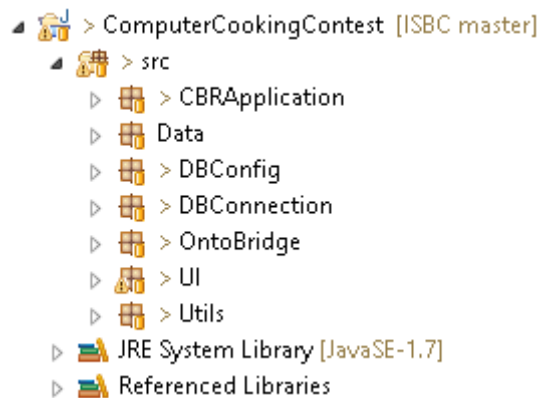 > ComputerCookingContest [ISBC master]
> src
> CBRApplication
Data
> DBConfig
> DBConnection
> OntoBridge
> UI
> Utils
JRE System Library [JavaSE-1.7]
Referenced Libraries